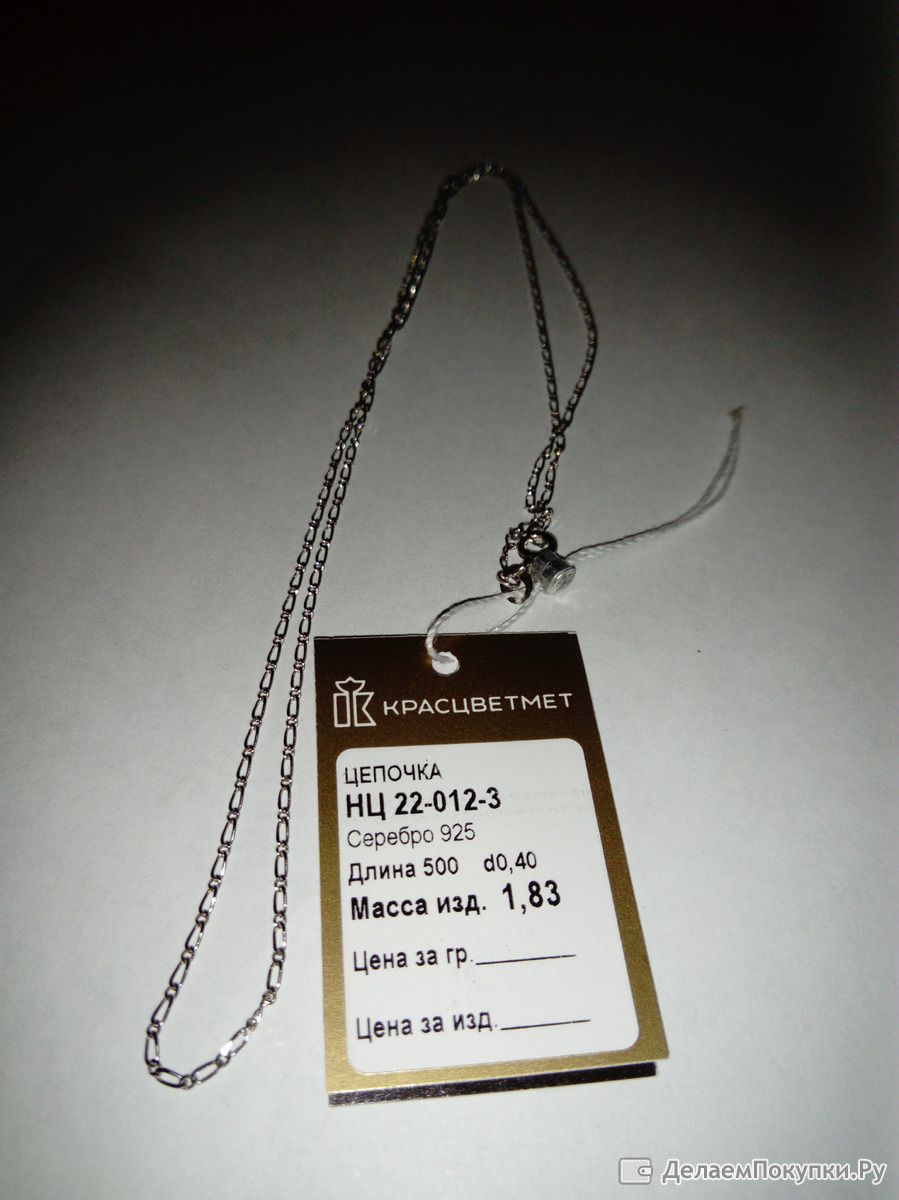 КРАСЦВЕТМЕТ
ЦЕПОЧКА
НЦ 22-012-3
Серебро 925
Длина 500 d0,40
Масса изд. 1,83
Цена за гр.
Цена за изд.
ДелаемПокупки.Ру